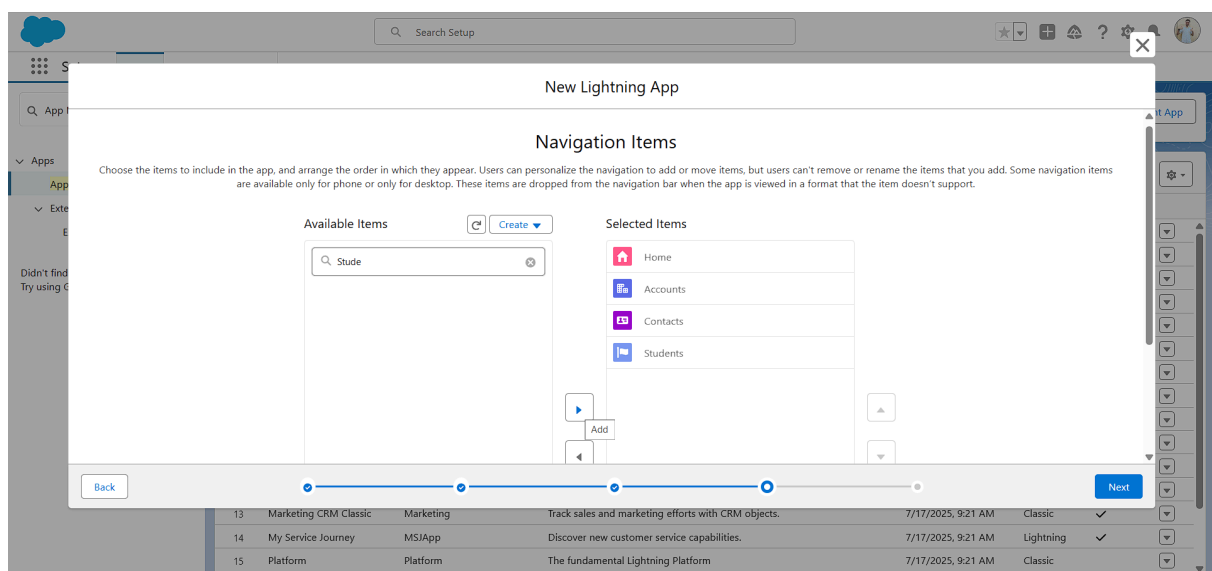 Search Setup
New Lightning App
Navigation Items
Choose the items to include in the app, and arrange the order in which they appear. Users can personalize the navigation to add or move items, but users can't remove or rename the items that you add. Some navigation items
are available only for phone or only for desktop. These items are dropped from the navigation bar when the app is viewed in a format that the item doesn't support.
Apps
App
Exte
E
Didn't find
Try using G
Available Items
Create
Selected Items
Stude
Home
Accounts
Contacts
Students
Add
Back
Next
13 Marketing CRM Classic Marketing Track sales and marketing efforts with CRM objects. 7/17/2025, 9:21 AM Classic
14 My Service Journey MSJApp Discover new customer service capabilities. 7/17/2025, 9:21 AM Lightning
15 Platform Platform The fundamental Lightning Platform 7/17/2025, 9:21 AM Classic